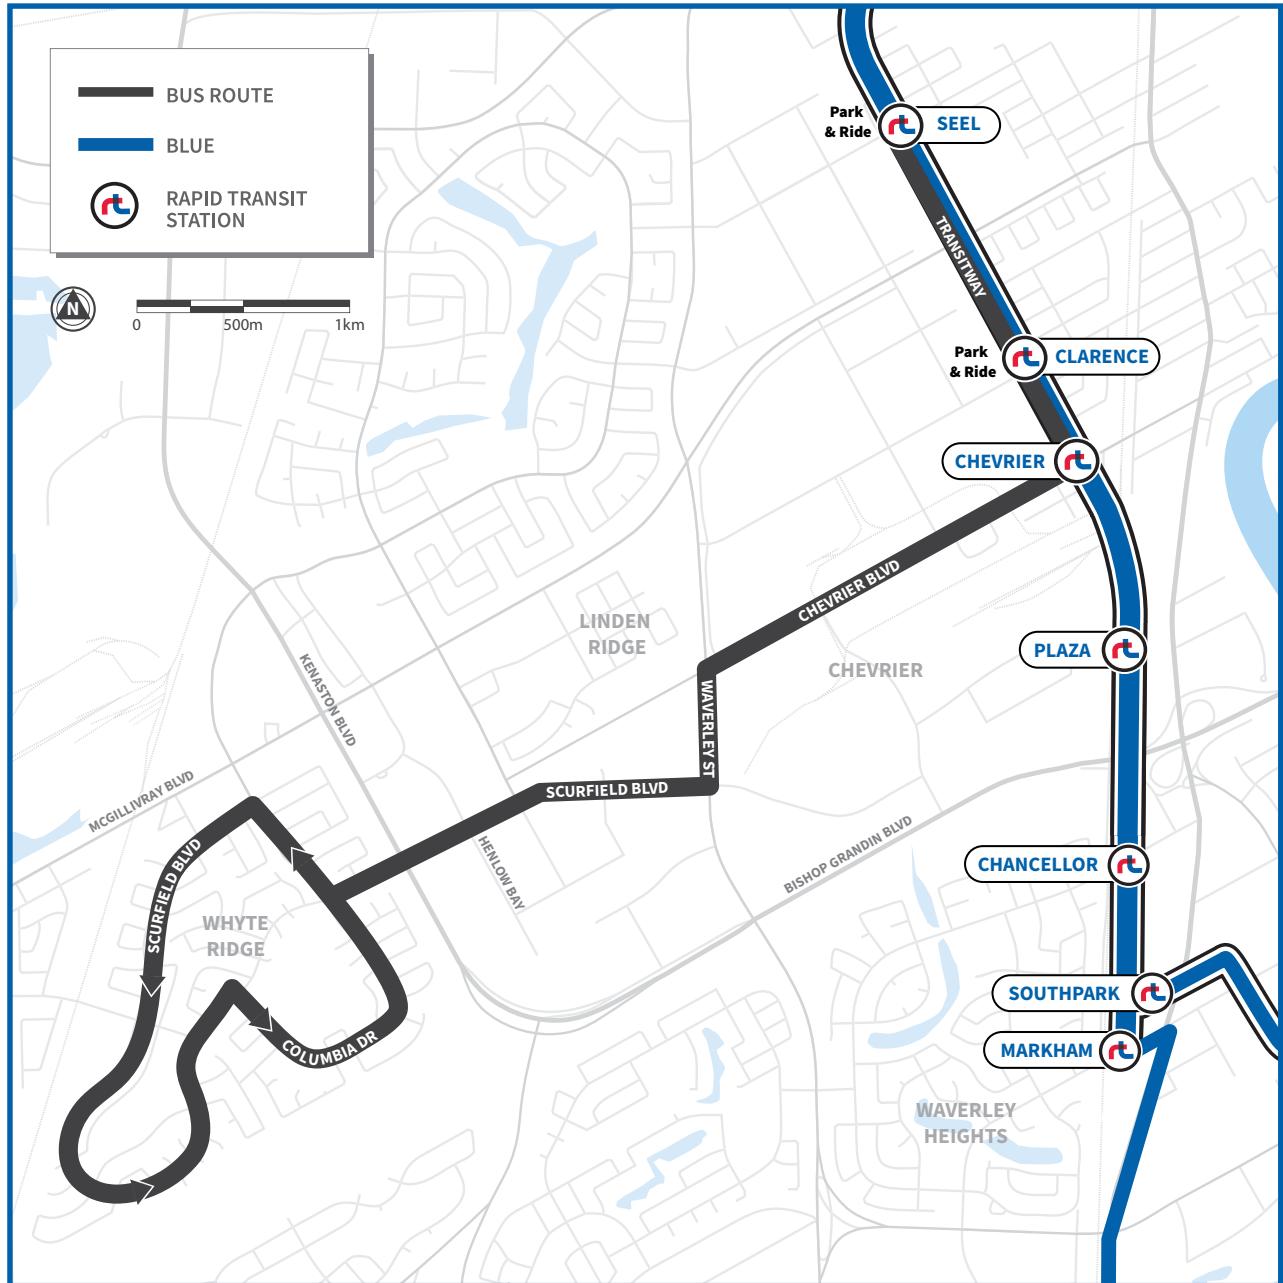 BUS ROUTE
BLUE
RAPID TRANSIT
STATION
N
0
500m
1km
Park
& Ride
SEEL
TRANSITWAY
Park
& Ride
CLARENCE
CHEVRIER
CHEVRIER BLVD
LINDEN
RIDGE
CHEVRIER
PLAZA
KENASTON BLVD
WAVERLEY ST
MCGILLIVRAY BLVD
SCURFIELD BLVD
SCURFIELD BLVD
HENLOW BAY
BISHOP GRANDIN BLVD
CHANCELLOR
WHYTE
RIDGE
SOUTHPARK
COLUMBIA DR
MARKHAM
WAVERLEY
HEIGHTS